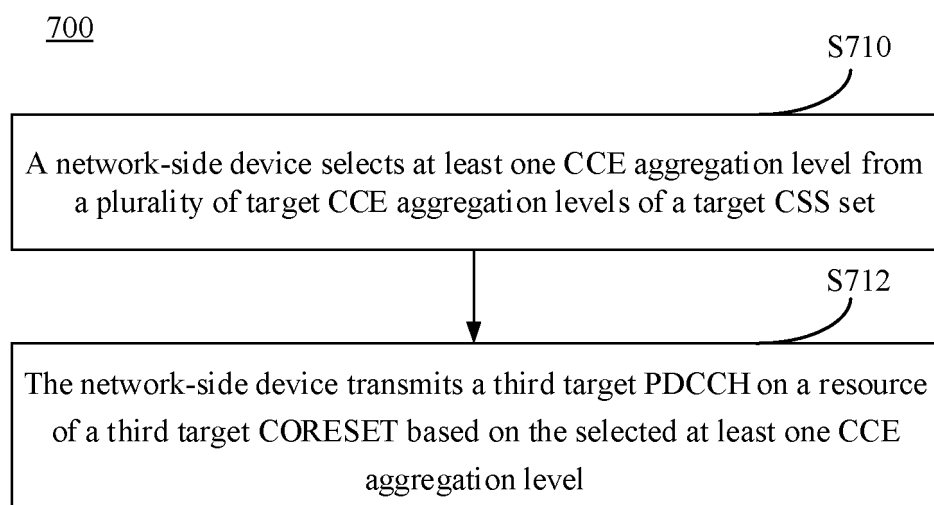 700
S710
A network-side device selects at least one CCE aggregation level from
a plurality of target CCE aggregation levels of a target CSS set
S712
The network-side device transmits a third target PDCCH on a resource
of a third target CORESET based on the selected at least one CCE
aggregation level